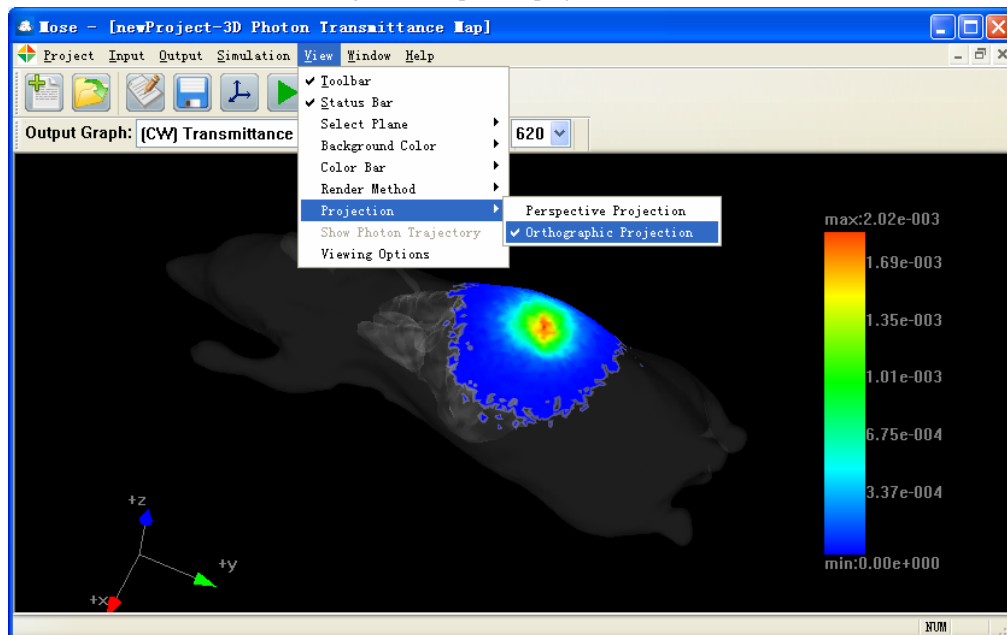 Mose - [newProject-3D Photon Transmittance Map]
Project Input Output Simulation View Window Help
Toolbar
Status Bar
Select Plane
Background Color
Color Bar
Render Method
Projection
Show Photon Trajectory
Viewing Options
Output Graph: (CW) Transmittance
620
Perspective Projection
Orthographic Projection
max:2.02e-003
1.69e-003
1.35e-003
1.01e-003
6.75e-004
3.37e-004
min:0.00e+000
+z
+y
+x
NUM